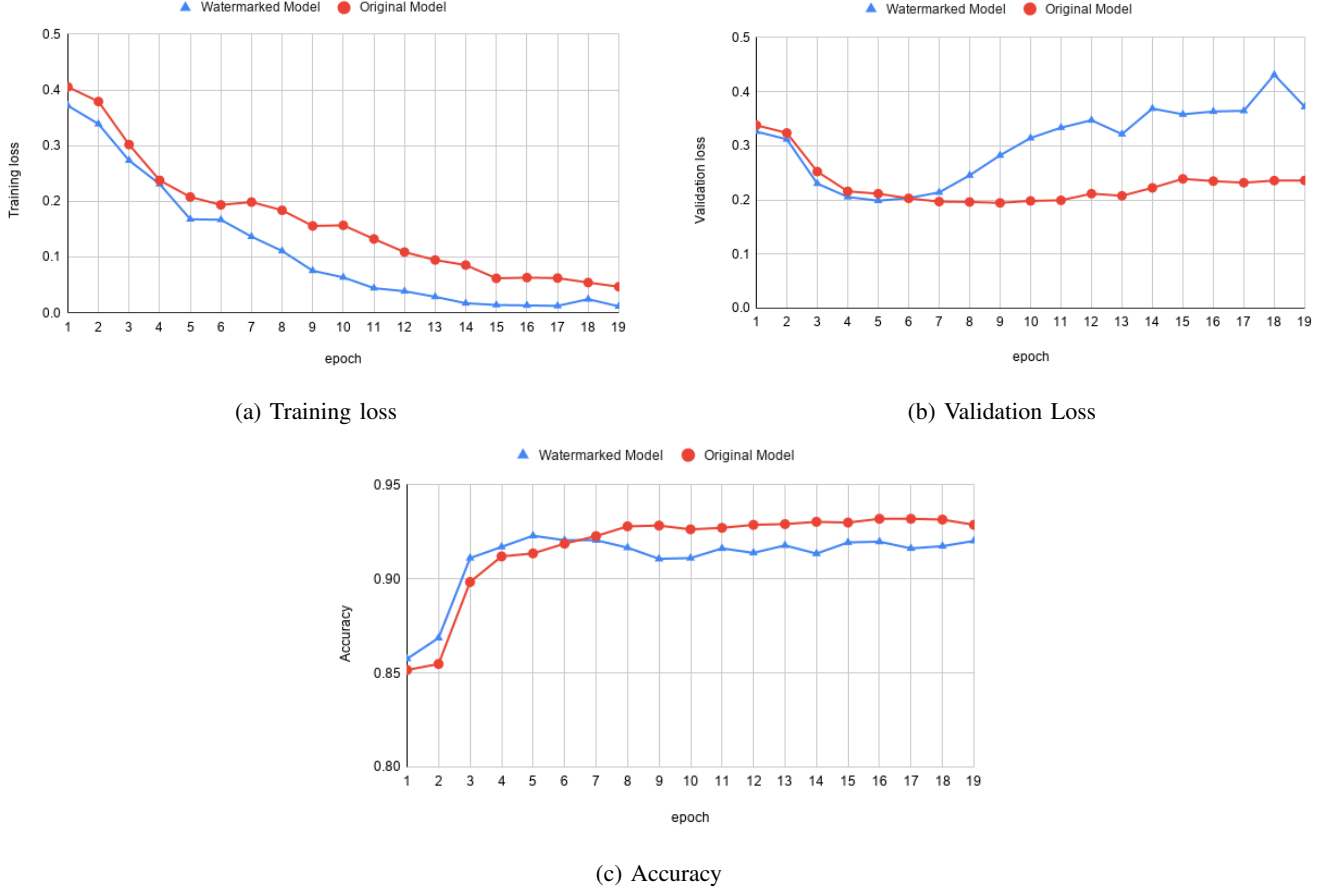 Watermarked Model Original Model
0.5
0.4
0.3
0.2
0.1
0.0
Training loss
1 2 3 4 5 6 7 8 9 10 11 12 13 14 15 16 17 18 19
epoch
(a) Training loss
Watermarked Model Original Model
0.5
0.4
0.3
0.2
0.1
0.0
Validation loss
1 2 3 4 5 6 7 8 9 10 11 12 13 14 15 16 17 18 19
epoch
(b) Validation Loss
Watermarked Model Original Model
0.95
0.90
0.85
0.80
Accuracy
1 2 3 4 5 6 7 8 9 10 11 12 13 14 15 16 17 18 19
epoch
(c) Accuracy